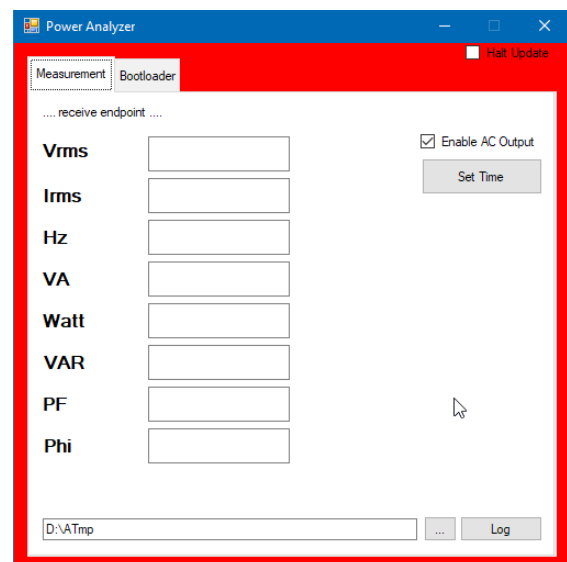 Power Analyzer
Halt Update
Measurement Bootloader
.... receive endpoint ....
Vrms
Enable AC Output
Set Time
Irms
Hz
VA
Watt
VAR
PF
Phi
D:\ATmp ... Log